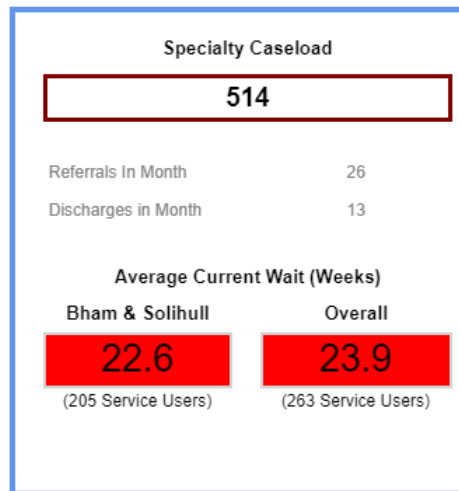 Specialty Caseload
514
Referrals In Month 26
Discharges in Month 13
Average Current Wait (Weeks)
Bham & Solihull Overall
22.6 23.9
(205 Service Users) (263 Service Users)